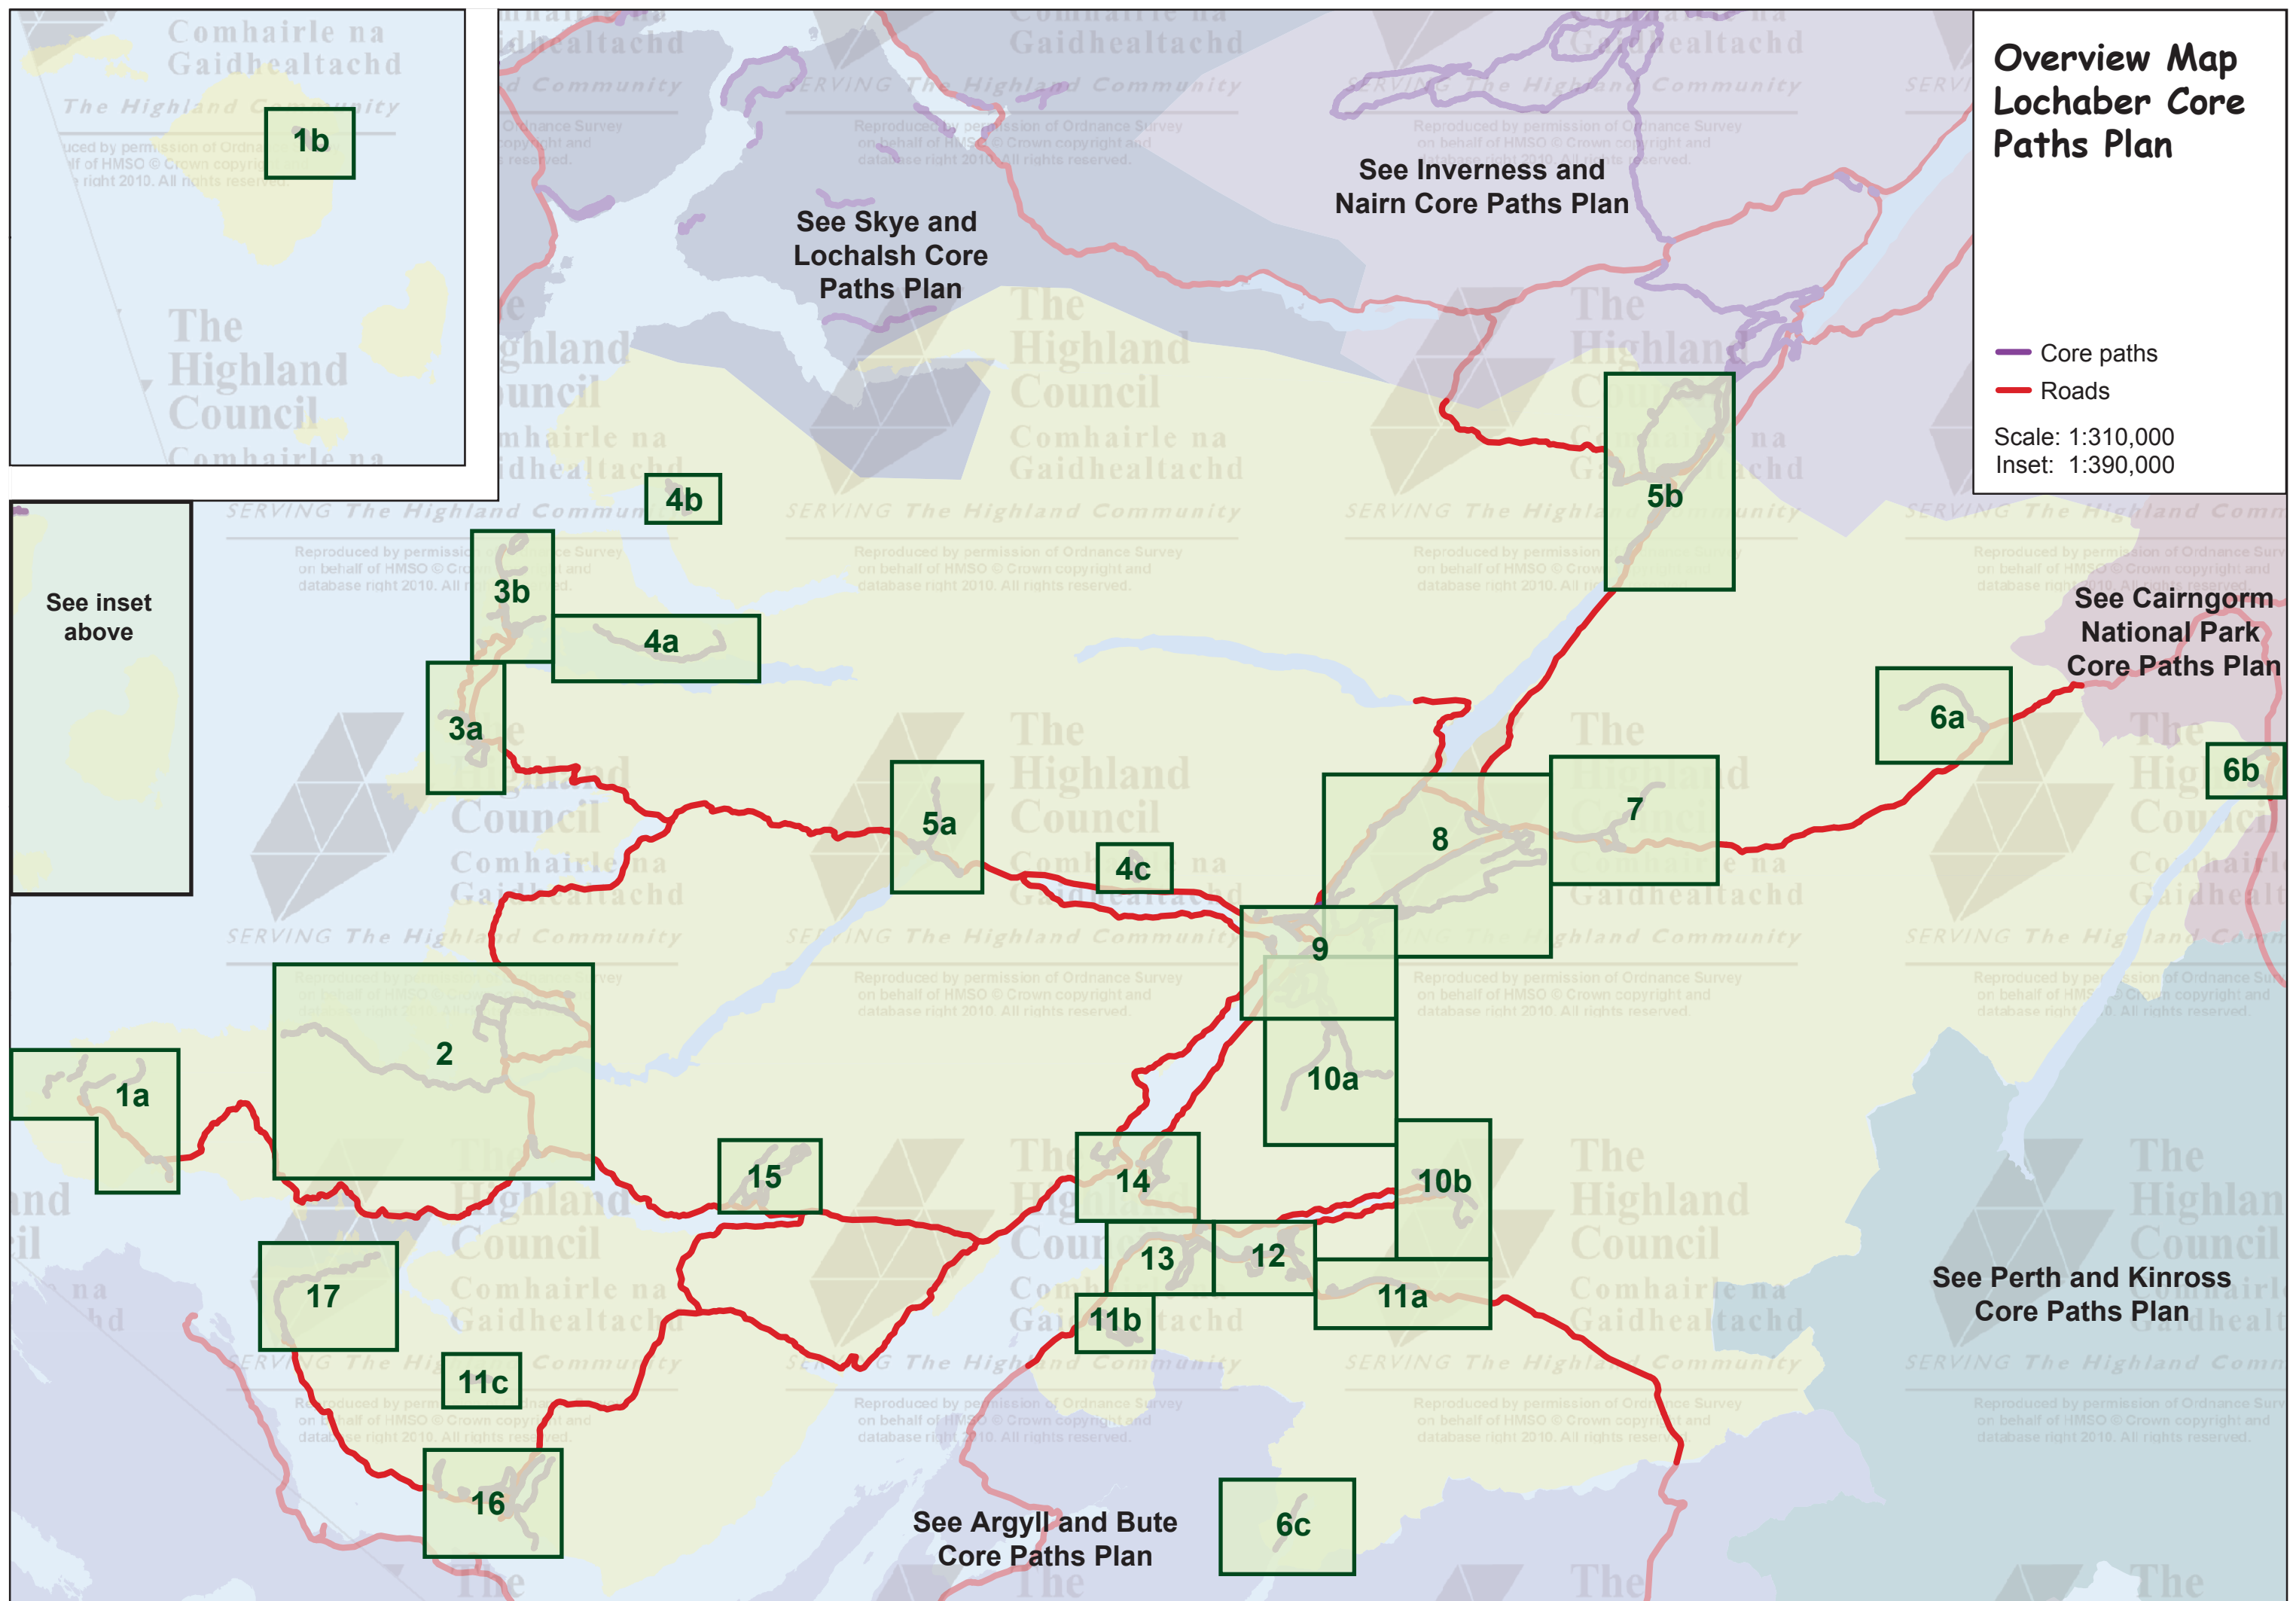 Overview Map
Lochaber Core
Paths Plan
Core paths
Roads
Scale: 1:310,000
Inset: 1:390,000
1b
See inset
above
See Skye and
Lochalsh Core
Paths Plan
See Inverness and
Nairn Core Paths Plan
See Cairngorm
National Park
Core Paths Plan
See Perth and Kinross
Core Paths Plan
See Argyll and Bute
Core Paths Plan
4b
5b
3b
4a
3a
6a
6b
5a
4c
8
7
9
2
1a
10a
15
14
10b
13
12
11a
11b
17
11c
16
6c
The
Highland
Council
Comhairle na
Gaidhealtachd
SERVING The Highland Community
Reproduced by permission of Ordnance Survey
on behalf of HMSO © Crown copyright and
database right 2010. All rights reserved.